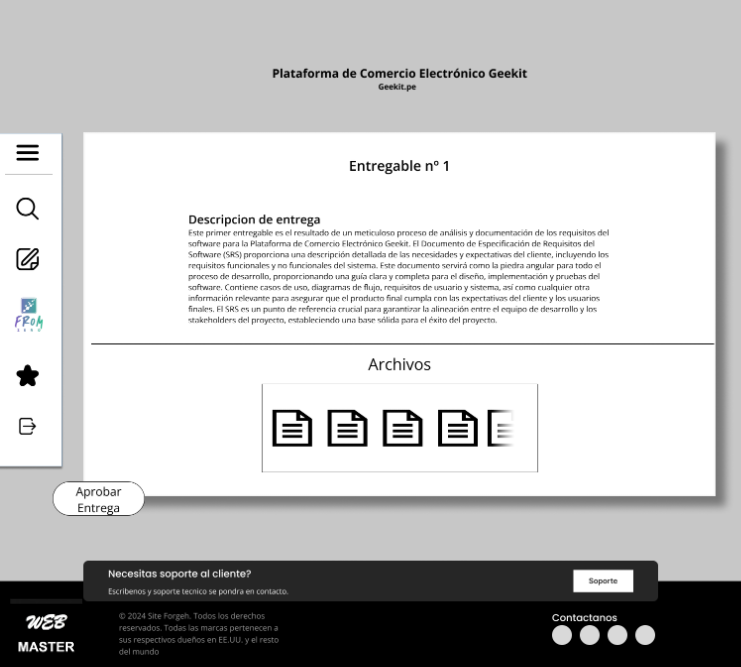 Plataforma de Comercio Electrónico Geekit
Geekit.pe
Entregable n° 1
Descripcion de entrega
Este primer entregable es el resultado de un meticuloso proceso de análisis y documentación de los requisitos del
software para la Plataforma de Comercio Electrónico Geekit. El Documento de Especificación de Requisitos del
Software (SRS) proporciona una descripción detallada de las necesidades y expectativas del cliente, incluyendo los
requisitos funcionales y no funcionales del sistema. Este documento servirá como la piedra angular para todo el
proceso de desarrollo, proporcionando una guía clara y completa para el diseño, implementación y pruebas del
software. Contiene casos de uso, diagramas de flujo, requisitos de usuario y sistema, así como cualquier otra
información relevante para asegurar que el producto final cumpla con las expectativas del cliente y los usuarios
finales. El SRS es un punto de referencia crucial para garantizar la alineación entre el equipo de desarrollo y los
stakeholders del proyecto, estableciendo una base sólida para el éxito del proyecto.
FROM
Archivos
Aprobar
Entrega
Necesitas soporte al cliente?
Escribenos y soporte tecnico se pondra en contacto.
Soporte
WEB
MASTER
© 2024 Site Forgeh. Todos los derechos
reservados. Todas las marcas pertenecen a
sus respectivos dueños en EE.UU. y el resto
del mundo
Contactanos